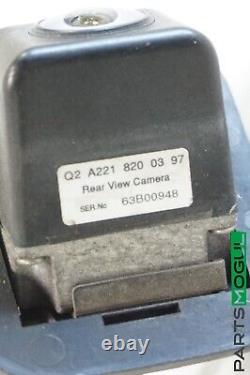 Q2 A221 820 03 97
Rear View Camera
SER.No 63B00948
PARTSMOGUL